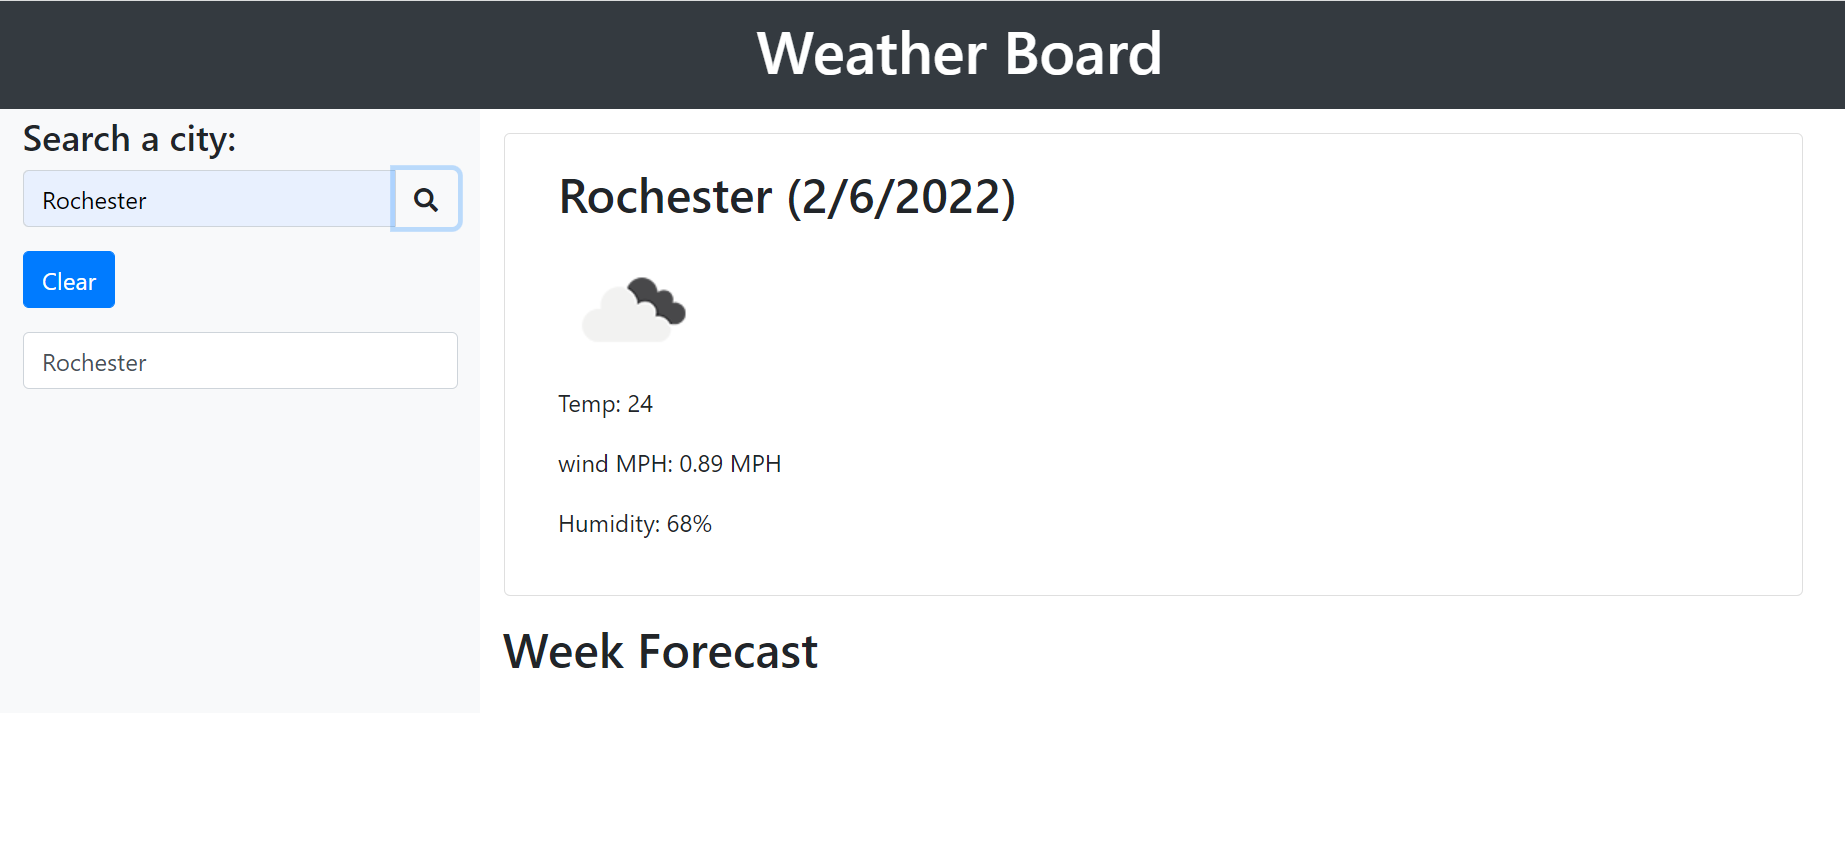 Weather Board
Search a city:
Rochester
Clear
Rochester
Rochester (2/6/2022)
Temp: 24
wind MPH: 0.89 MPH
Humidity: 68%
Week Forecast